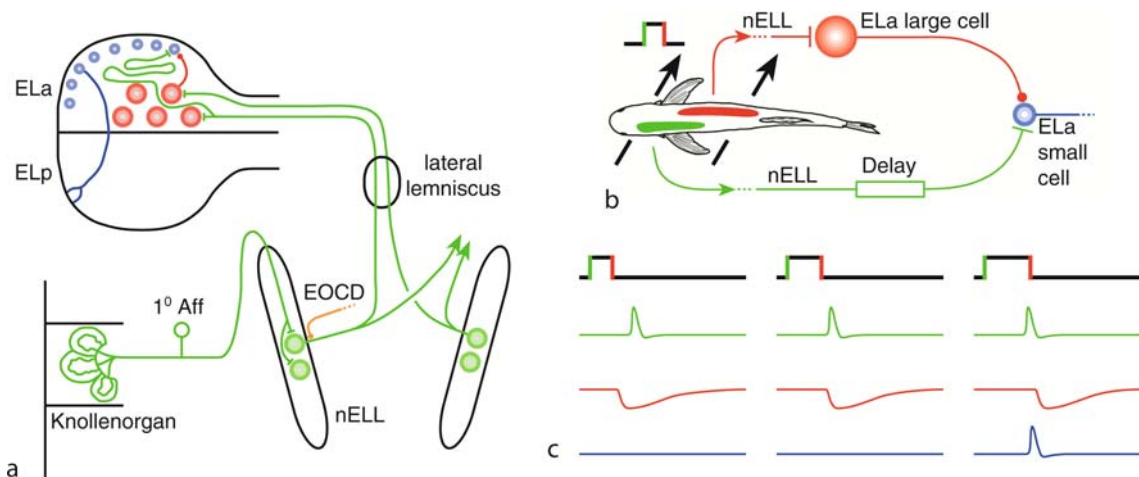 ELa
ELp
lateral
lemniscus
1⁰ Aff
EOCD
Knollenorgan
nELL
a
nELL
ELa large cell
ELa
small
cell
Delay
nELL
b
c